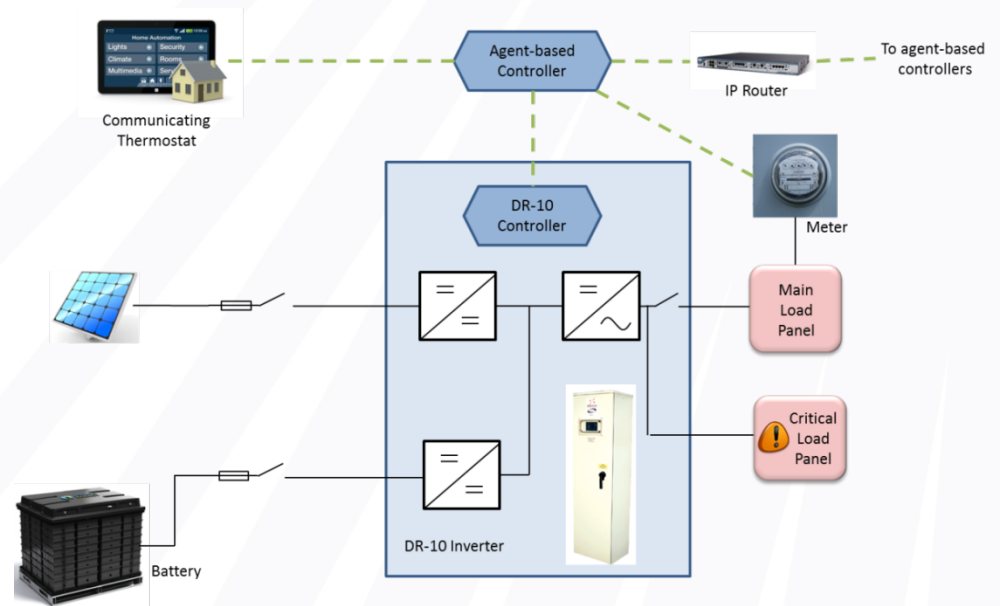 Home Automation
Lights
Security
Climate
Rooms
Multimedia
Communicating
Thermostat
Agent-based
Controller
IP Router
To agent-based
controllers
Meter
DR-10
Controller
Main
Load
Panel
Critical
Load
Panel
DR-10 Inverter
Battery